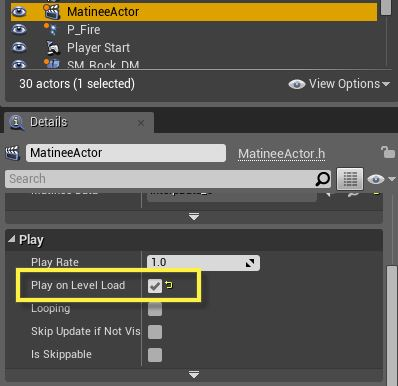 MatineeActor
P_Fire
Player Start
SM_Rock_DM
30 actors (1 selected)
View Options
Details
MatineeActor
MatineeActor.h
Search
Play
Play Rate
1.0
Play on Level Load
Looping
Skip Update if Not Vis
Is Skippable